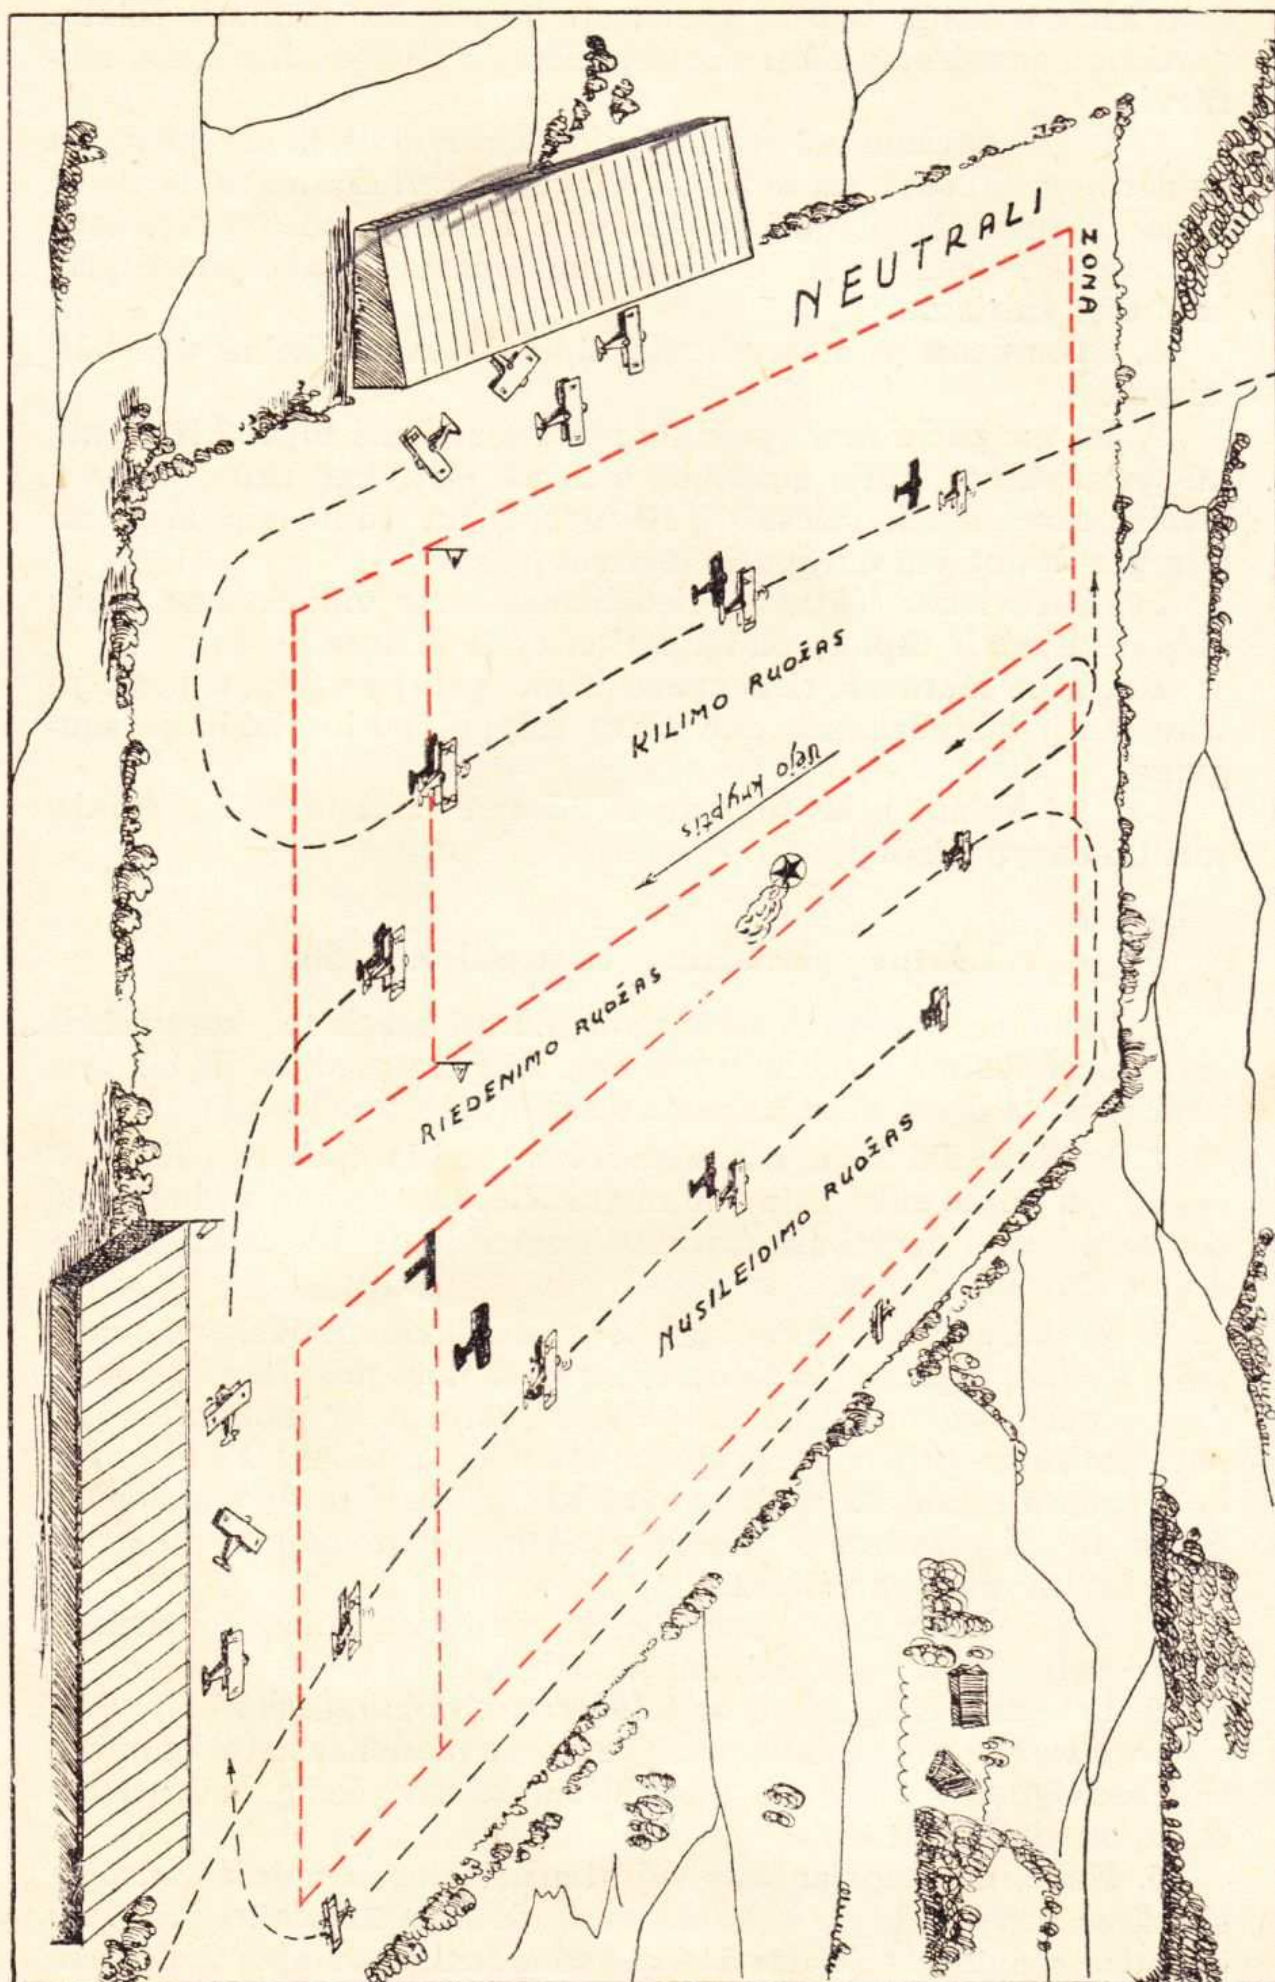 NEUTRALI
ZONA
KILIMO RUOŽAS
Vėjo kryptis
RIEDENIMO RUOŽAS
NUSILEIDIMO RUOŽAS